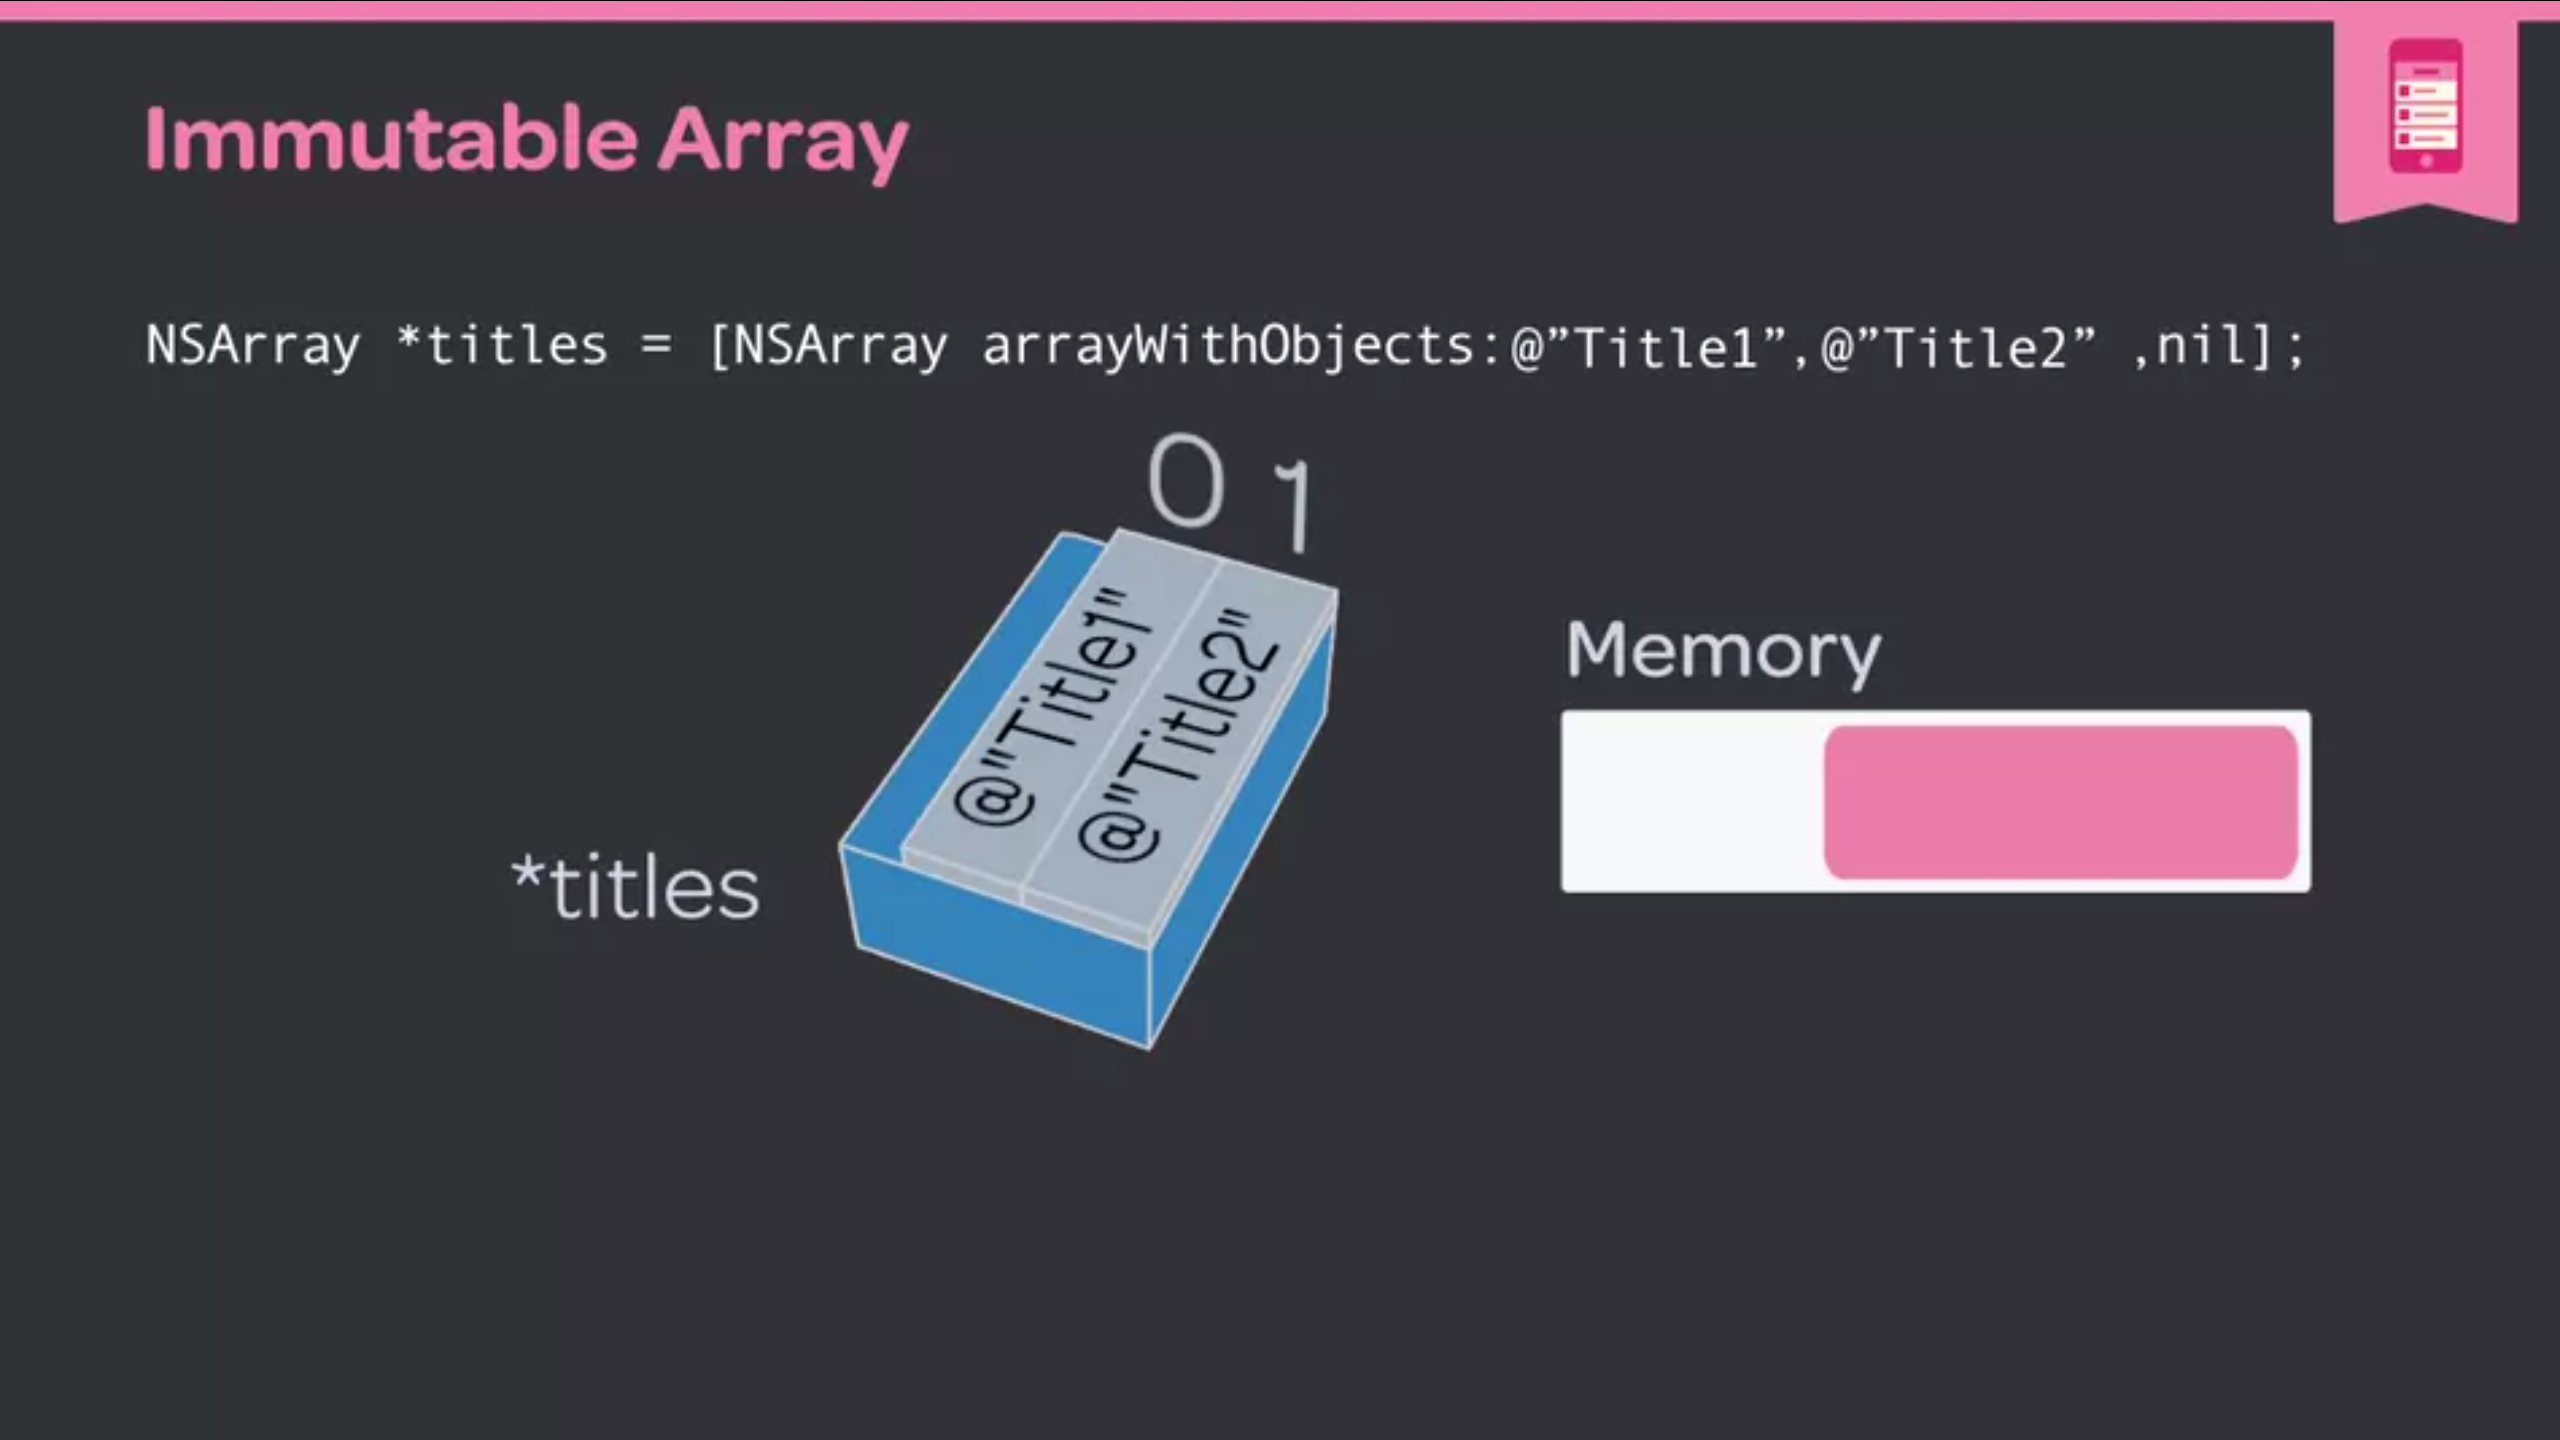 Immutable Array
NSArray *titles = [NSArray arrayWithObjects:@”Title1”,@”Title2” ,nil];
0 1
@"Title1"
@"Title2"
*titles
Memory